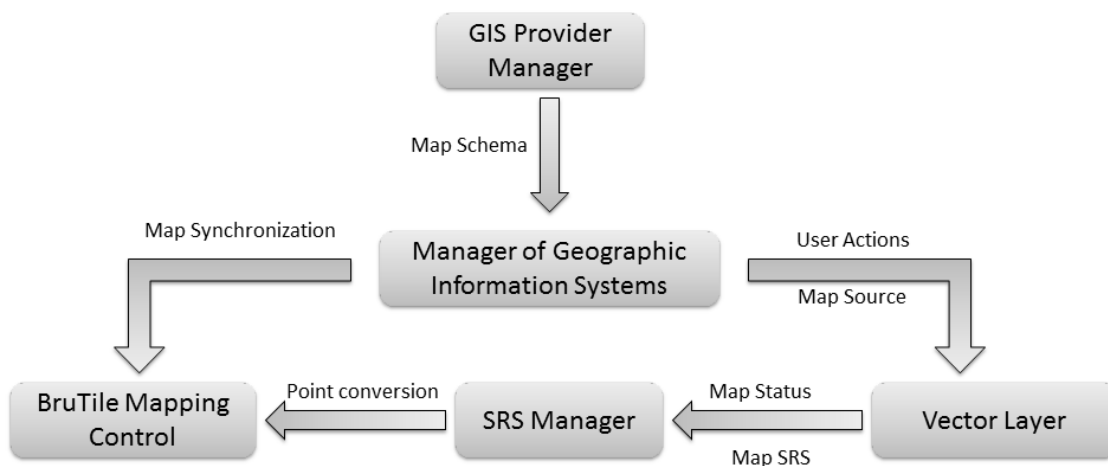 GIS Provider
Manager
Map Schema
Map Synchronization
Manager of Geographic
Information Systems
User Actions
Map Source
BruTile Mapping
Control
Point conversion
SRS Manager
Map Status
Map SRS
Vector Layer